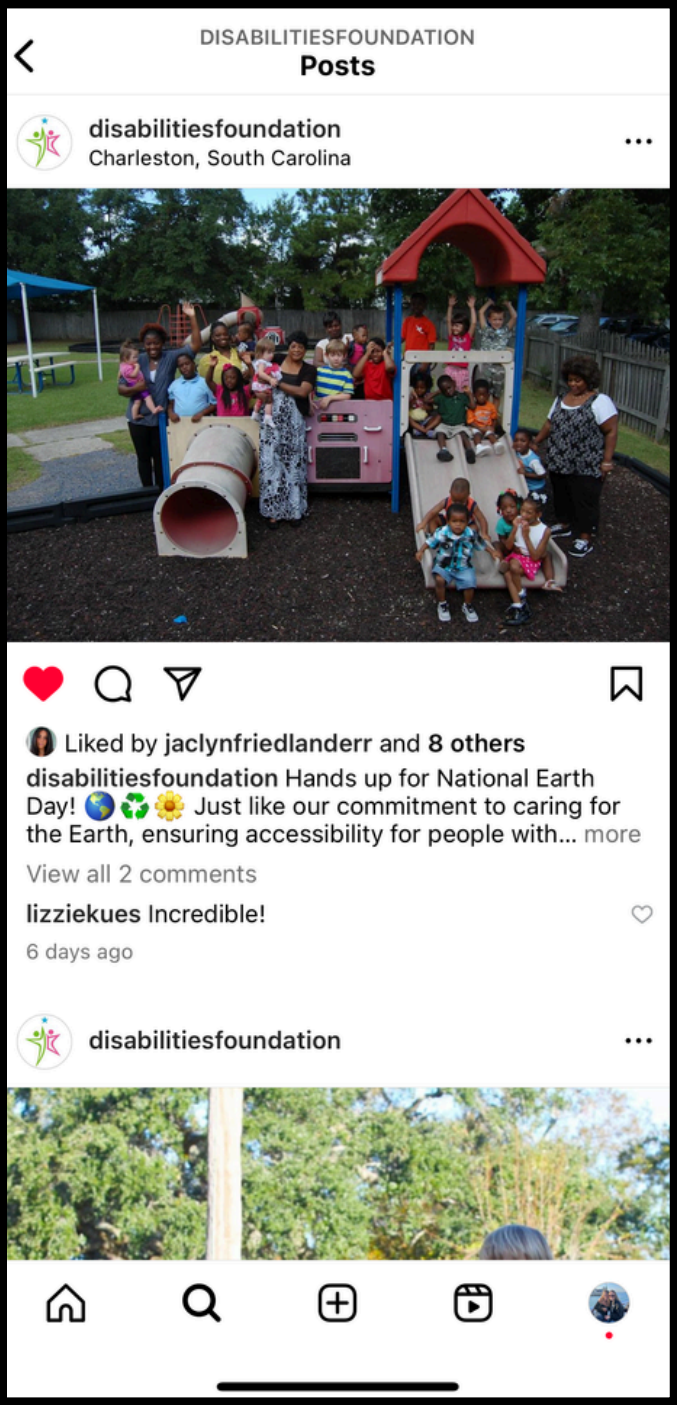 DISABILITIESFOUNDATION
Posts
disabilitiesfoundation
Charleston, South Carolina
Liked by jaclynfriedlanderr and 8 others
disabilitiesfoundation Hands up for National Earth
Day! 🌎♻️🌼 Just like our commitment to caring for
the Earth, ensuring accessibility for people with... more
View all 2 comments
lizziekues Incredible!
6 days ago
disabilitiesfoundation